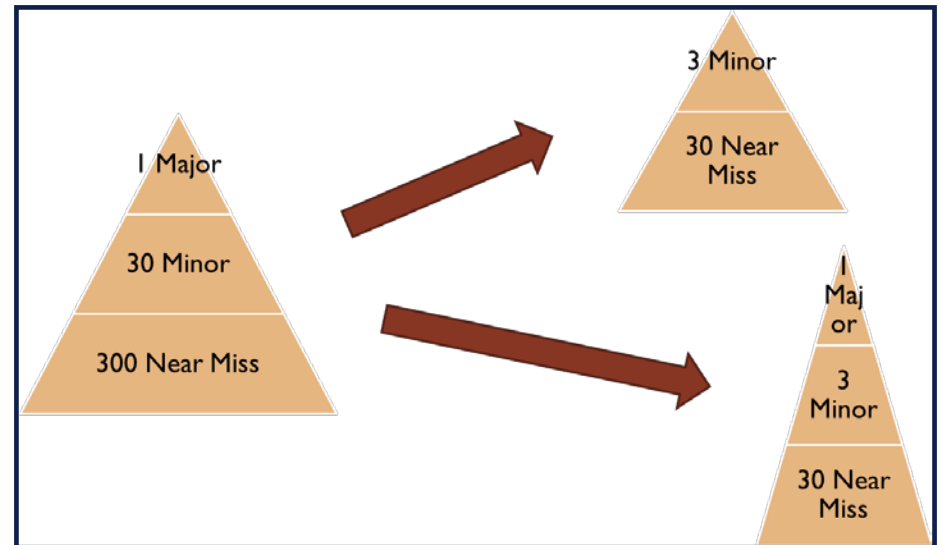 1 Major
30 Minor
300 Near Miss
3 Minor
30 Near
Miss
1
Maj
or
3
Minor
30 Near
Miss